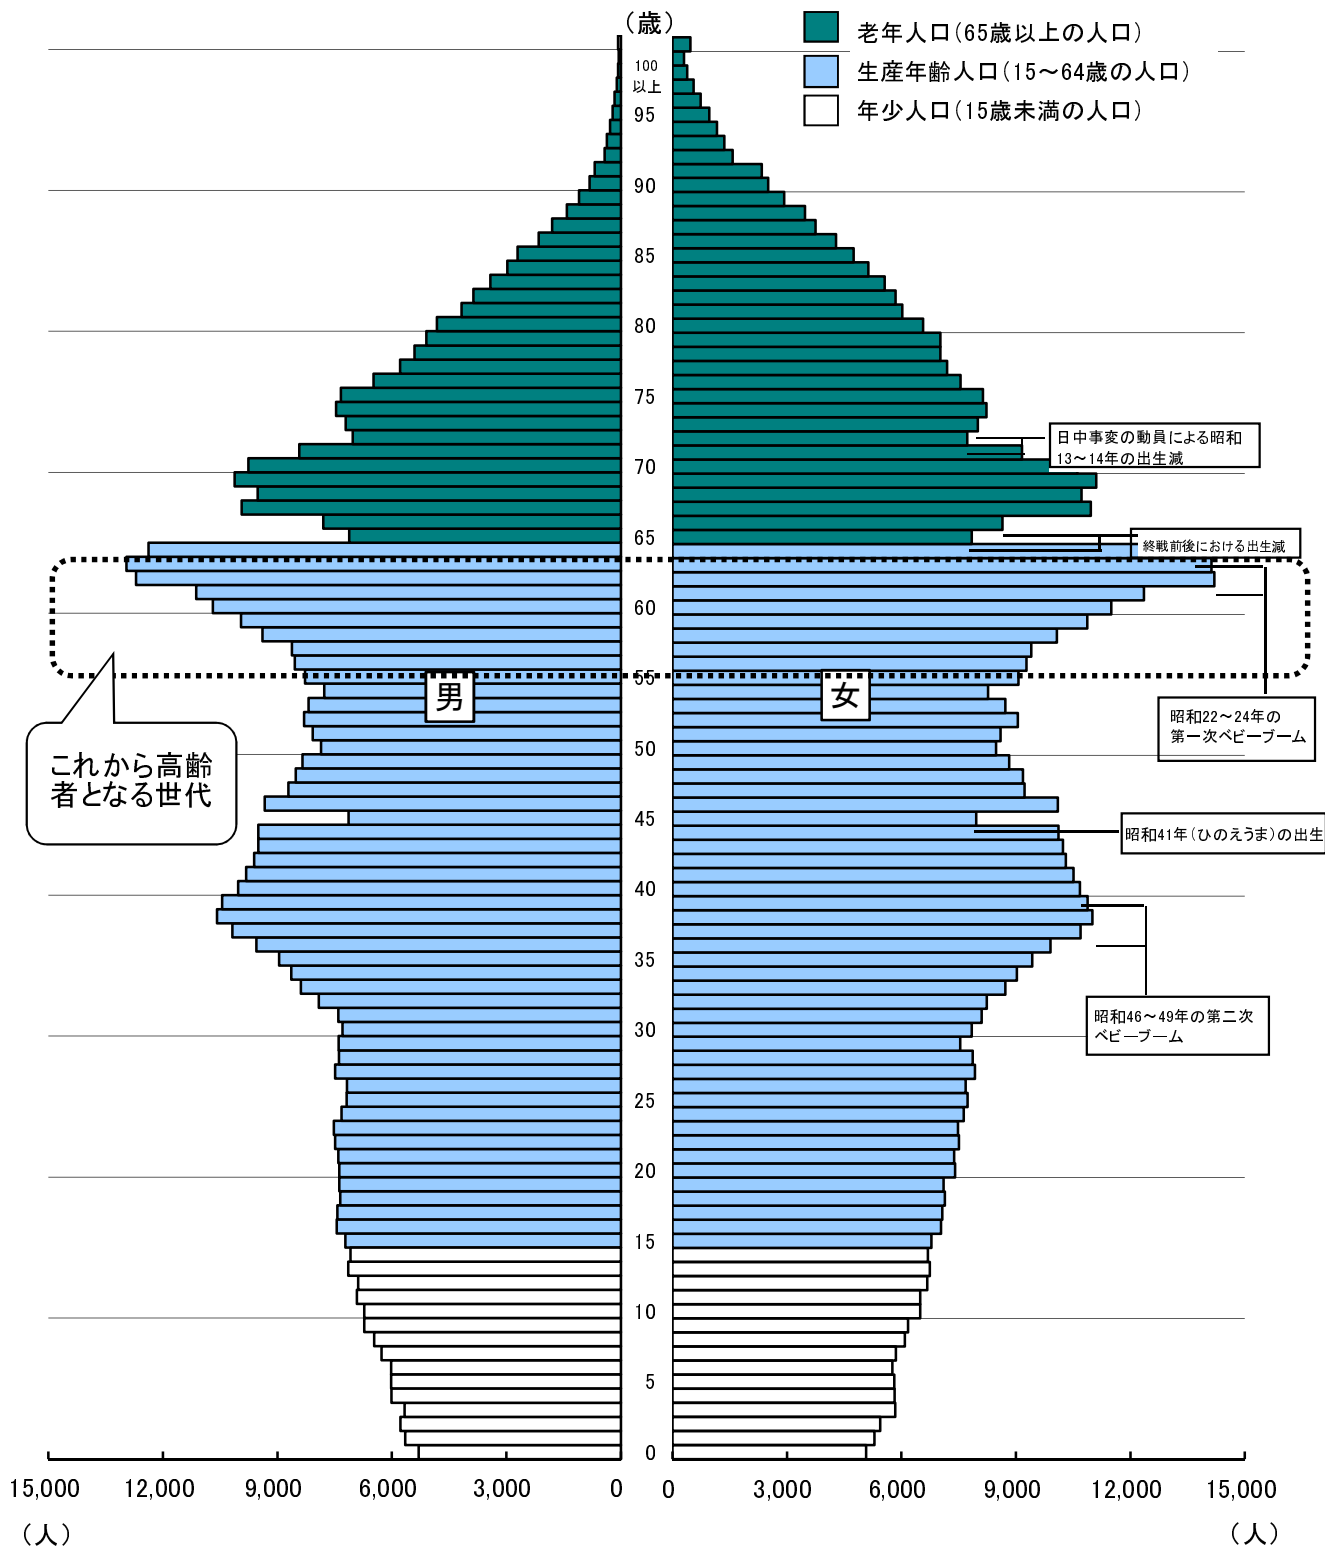 （歳）
老年人口（65歳以上の人口）
生産年齢人口（15～64歳の人口）
年少人口（15歳未満の人口）
100
以上
95
90
85
80
75
70
65
60
55
50
45
40
35
30
25
20
15
10
5
0
日中事変の動員による昭和
13～14年の出生減
終戦前後における出生減
男
女
昭和22～24年の
第一次ベビーブーム
これから高齢
者となる世代
昭和41年（ひのえうま）の出生
昭和46～49年の第二次
ベビーブーム
15,000
12,000
9,000
6,000
3,000
0
0
3,000
6,000
9,000
12,000
15,000
（人）
（人）